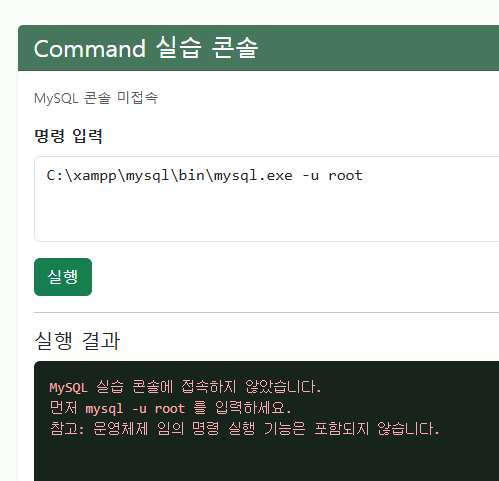 Command 실습 콘솔
MySQL 콘솔 미접속
명령 입력
C:\xampp\mysql\bin\mysql.exe -u root
실행
실행 결과
MySQL 실습 콘솔에 접속하지 않았습니다.
먼저 mysql -u root 를 입력하세요.
참고: 운영체제 임의 명령 실행 기능은 포함되지 않습니다.